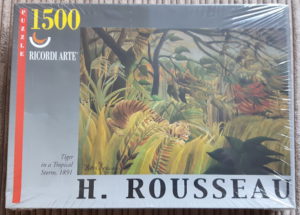 PUZZLE
1500
RICORDI ARTE
Tiger
in a Tropical
Storm, 1891
H. ROUSSEAU